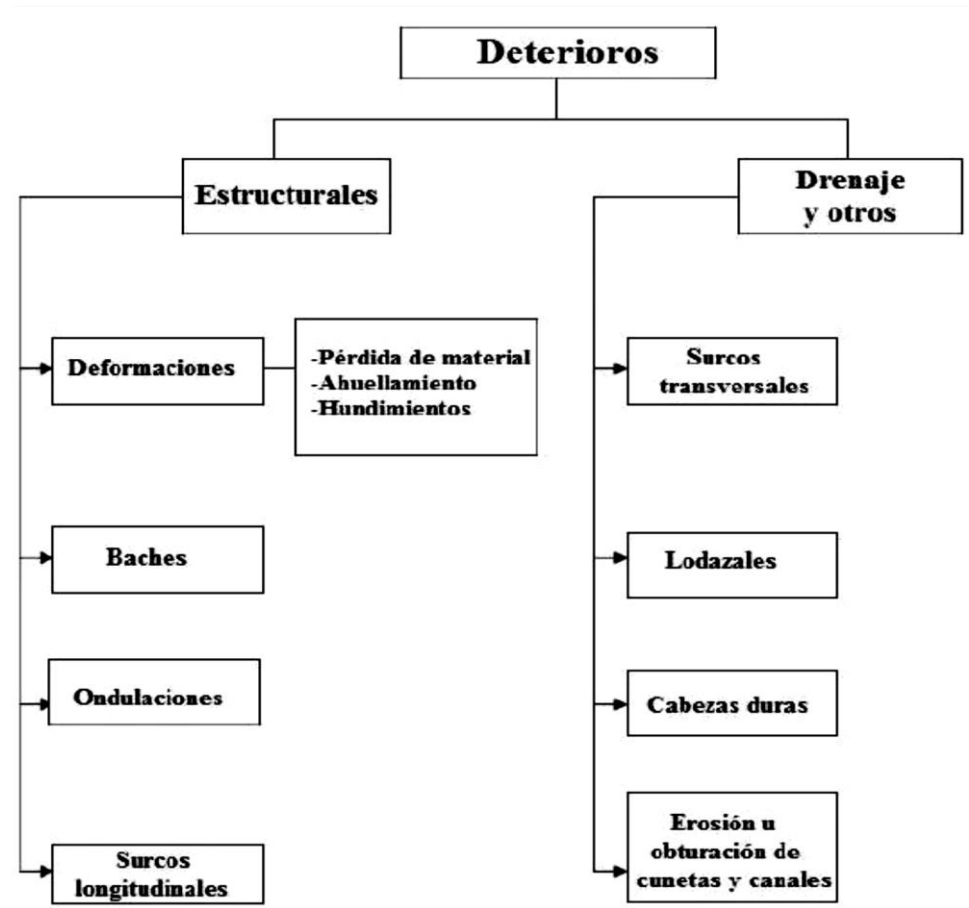 Deterioros
Estructurales
Deformaciones
-Pérdida de material
-Ahuellamiento
-Hundimientos
Baches
Ondulaciones
Surcos
longitudinales
Drenaje
y otros
Surcos
transversales
Lodazales
Cabezas duras
Erosión u
obturación de
cunetas y canales